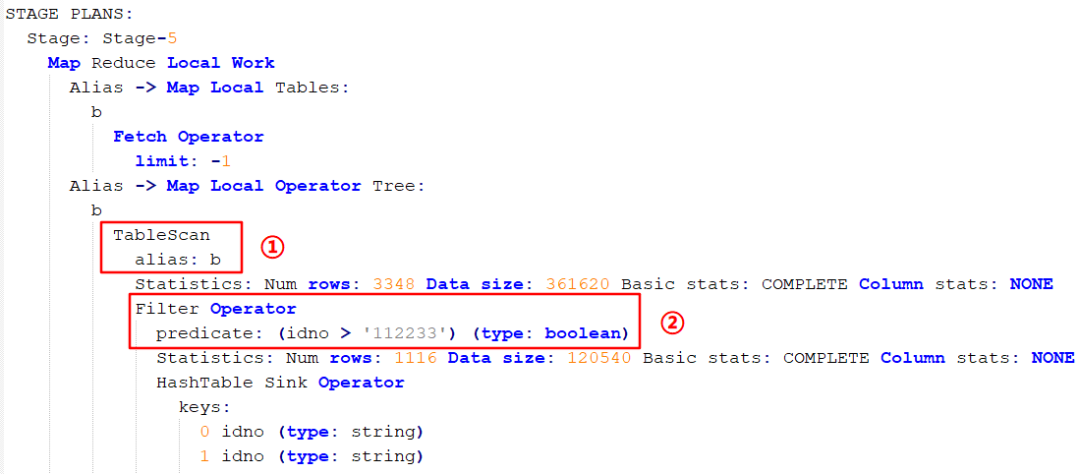 STAGE PLANS:
Stage: Stage-5
Map Reduce Local Work
Alias -> Map Local Tables:
b
Fetch Operator
limit: -1
Alias -> Map Local Operator Tree:
b
TableScan
①
alias: b
Statistics: Num rows: 3348 Data size: 361620 Basic stats: COMPLETE Column stats: NONE
Filter Operator
②
predicate: (idno > '112233') (type: boolean)
Statistics: Num rows: 1116 Data size: 120540 Basic stats: COMPLETE Column stats: NONE
HashTable Sink Operator
keys:
0 idno (type: string)
1 idno (type: string)